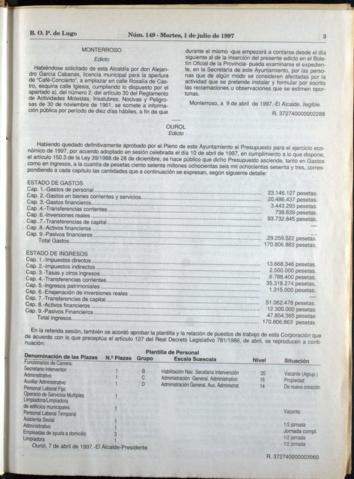 B. O. P. de Lugo
Núm. 149 - Martes, 1 de julio de 1997
3
MONTERROSO
Edicto
Habiéndose solicitado de esta Alcaldía por don Alejandro
García Cabanas, licencia municipal para la apertura
de "Café-Concierto", a emplazar en calle Rosalía de Castro,
esquina calle Iglesia, cumpliendo lo dispuesto por el
apartado a), del número 2, del artículo 30 del Reglamento
de Actividades Molestas, Insalubres, Nocivas y Peligrosas
de 30 de noviembre de 1961, se somete a información
pública por período de diez días hábiles, a fin de que
durante el mismo -que empezará a contarse desde el día
siguiente al de la inserción del presente edicto en el Boletín
Oficial de la Provincia- pueda examinarse el expediente,
en la Secretaría de este Ayuntamiento, por las personas
que de algún modo se consideren afectadas por la
actividad que se pretende instalar y formular por escrito
las reclamaciones u observaciones que se estimen oportunas.
Monterroso, a 9 de abril de 1997.-El Alcalde, ilegible.
R. 372740000002288
OUROL
Edicto
Habiendo quedado definitivamente aprobado por el Pleno de este Ayuntamiento el Presupuesto para el ejercicio económico
de 1997, por acuerdo adoptado en sesión celebrada el día 10 de abril de 1997, en cumplimiento a lo que dispone,
el artículo 150.3 de la Ley 39/1988 de 28 de diciembre, se hace público que dicho Presupuesto asciende, tanto en Gastos
como en ingresos, a la cuantía de pesetas ciento setenta millones ochocientas seis mil ochocientas sesenta y tres, correspondiendo
a cada capítulo las cantidades que a continuación se expresan, según siguiente detalle:
ESTADO DE GASTOS
Cap. 1.-Gastos de personal 23.146.127 pesetas.
Cap. 2.-Gastos en bienes corrientes y servicios 20.486.437 pesetas.
Cap. 3.-Gastos financieros 3.443.293 pesetas.
Cap. 4.-Transferencias corrientes 738.639 pesetas.
Cap. 6.-Inversiones reales 93.732.845 pesetas.
Cap. 7.-Transferencias de capital
Cap. 8.-Activos financieros
Cap. 9.-Pasivos financieros 29.259.522 pesetas.
Total Gastos 170.806.863 pesetas.
ESTADO DE INGRESOS
Cap. 1.-Impuestos directos 13.668.346 pesetas.
Cap. 2.-Impuestos indirectos 2.500.000 pesetas.
Cap. 3.-Tasas y otros ingresos 6.788.400 pesetas.
Cap. 4.-Transferencias corrientes 35.318.274 pesetas.
Cap. 5.-Ingresos patrimoniales 1.315.000 pesetas.
Cap. 6.-Enajenación de inversiones reales
Cap. 7.-Transferencias de capital 51.062.478 pesetas.
Cap. 8.-Activos financieros 12.300.000 pesetas.
Cap. 9.-Pasivos Financieros 47.854.365 pesetas.
Total ingresos 170.806.863 pesetas.
En la referida sesión, también se acordó aprobar la plantilla y la relación de puestos de trabajo de esta Corporación que
de acuerdo con lo que preceptúa el artículo 127 del Real Decreto Legislativo 781/1986, de abril, se reproducen a continuación:
Plantilla de Personal
Denominación de las Plazas N.º Plazas Grupo Escala Suescala Nivel Situación
Funcionarios de Carrera:
Secretario Interventor 1 B Habilitación Nac. Secretaría Intervención 20 Vacante (Agrup.)
Administrativo 1 C Administración General. Administrativo 16 Propiedad
Auxiliar Administrativo 1 D Administración General. Aux. Administrat. 14 De nueva creación
Personal Laboral Fijo:
Operario de Servicios Múltiples 1
Limpiadora/Limpiadora
de edificios municipales 1 Vacante
Personal Laboral Temporal
Asistenta Social 1 1/2 jornada
Administrativo 1 Jornada compl.
Empleadas de ayuda a domicilio 3 1/2 jornada
Limpiadora 1 1/2 jornada
Ourol, 7 de abril de 1997.-El Alcalde-Presidente
R. 372740000003960